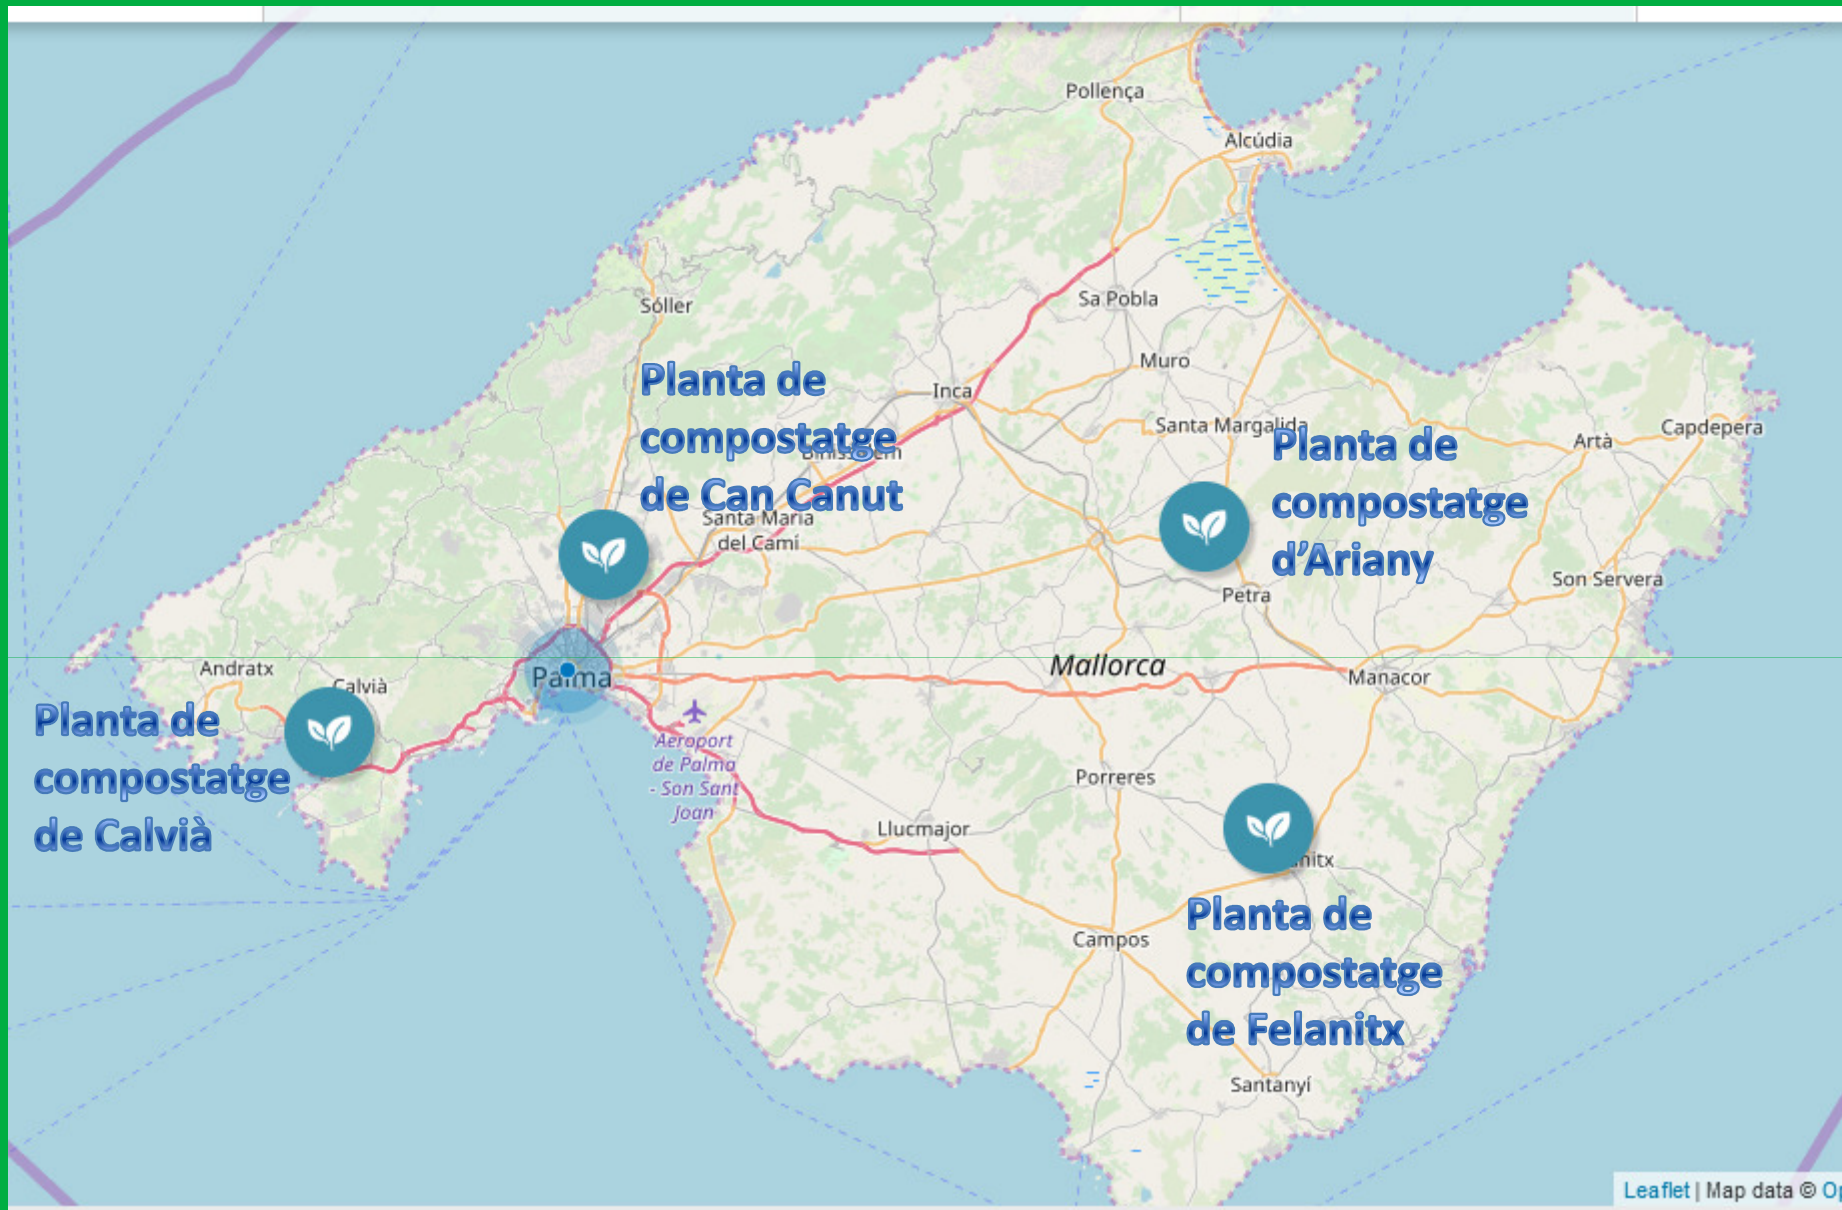 Pollença
Alcúdia
Sóller
Sa Pobla
Muro
Inca
Santa Margalida
Artà
Capdepera
Planta de
compostatge
de Can Canut
Santa Maria
del Camí
Planta de
compostatge
d'Ariany
Son Servera
Petra
Mallorca
Manacor
Andratx
Calvià
Palma
Planta de
compostatge
de Calvià
Aeroport
de Palma
- Son Sant
Joan
Porreres
Llucmajor
Campos
Planta de
compostatge
de Felanitx
Santanyí
Leaflet | Map data ©